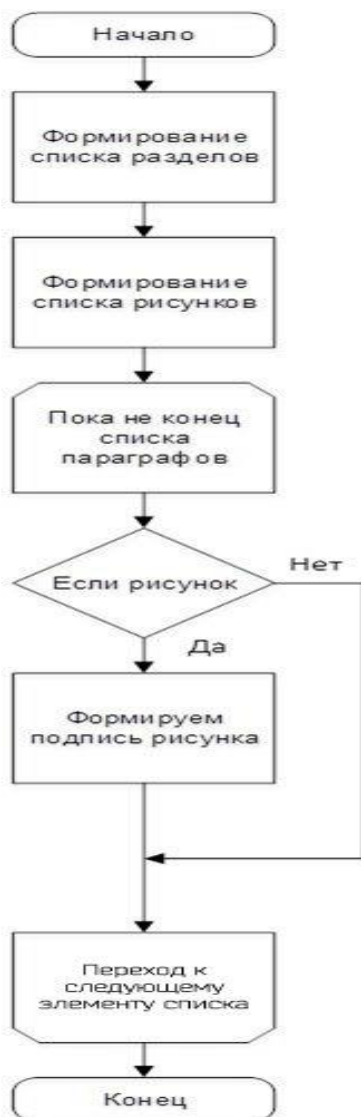 Начало
Формирование
списка разделов
Формирование
списка рисунков
Пока не конец
списка
параграфов
Если рисунок
Нет
Да
Формируем
подпись рисунка
Переход к
следующему
элементу списка
Конец